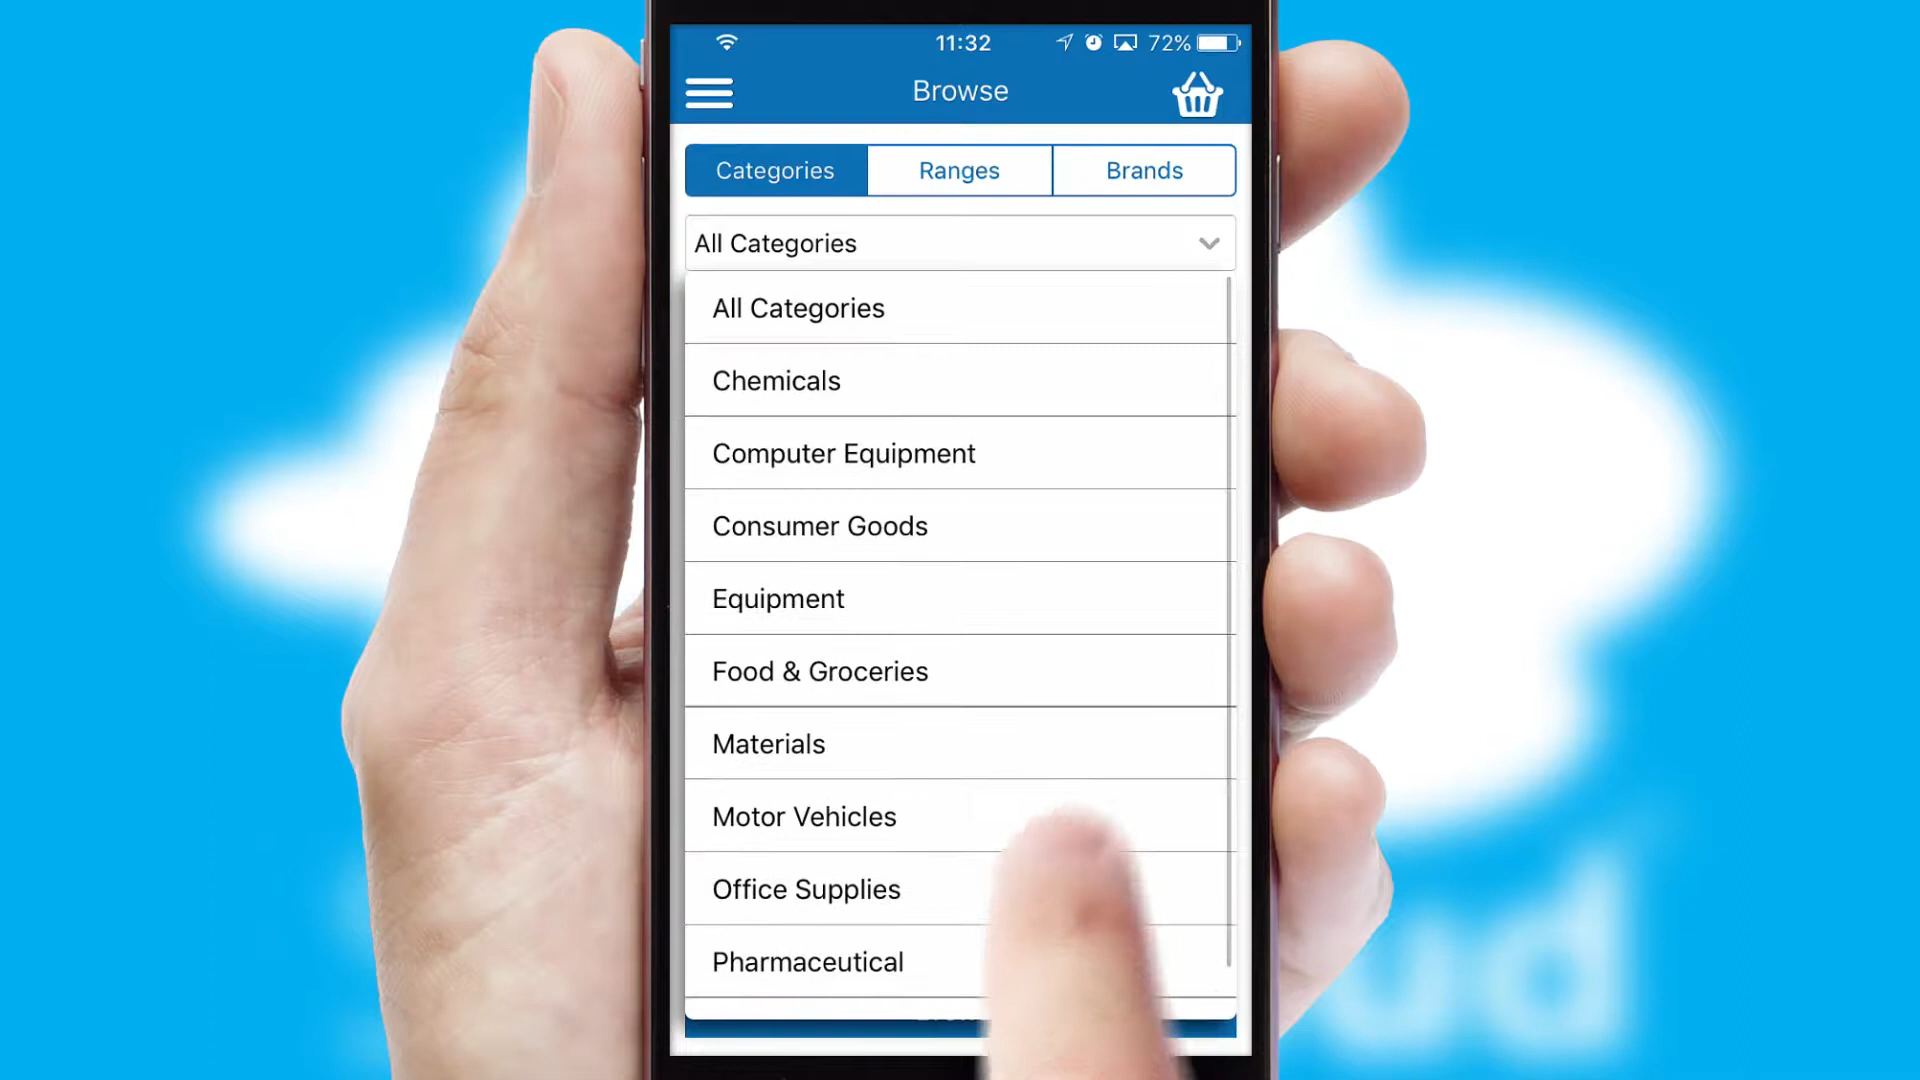 11:32
72%
Browse
Categories
Ranges
Brands
All Categories
All Categories
Chemicals
Computer Equipment
Consumer Goods
Equipment
Food & Groceries
Materials
Motor Vehicles
Office Supplies
Pharmaceutical